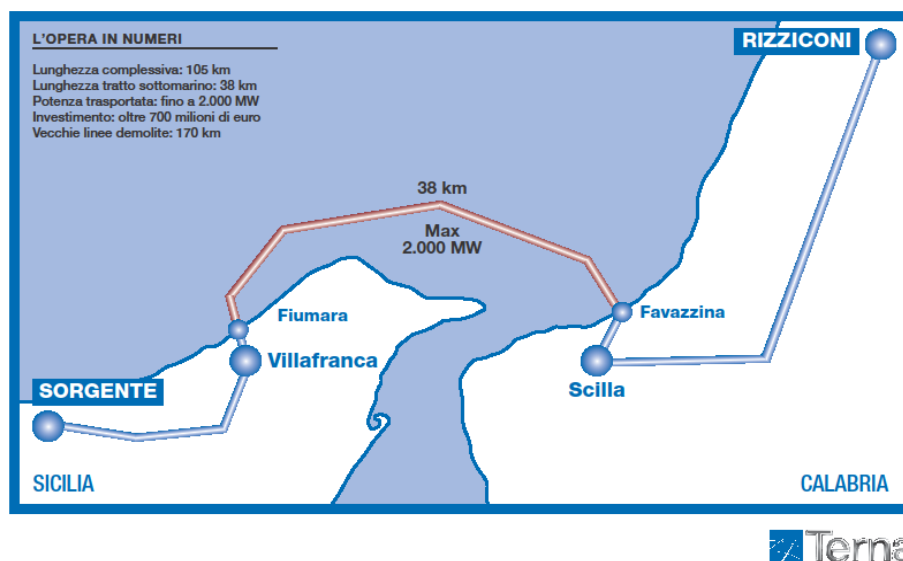 L'OPERA IN NUMERI
Lunghezza complessiva: 105 km
Lunghezza tratto sottomarino: 38 km
Potenza trasportata: fino a 2.000 MW
Investimento: oltre 700 milioni di euro
Vecchie linee demolite: 170 km
RIZZICONI
38 km
Max
2.000 MW
Fiumara
Favazzina
Villafranca
Scilla
SORGENTE
SICILIA
CALABRIA
Terna